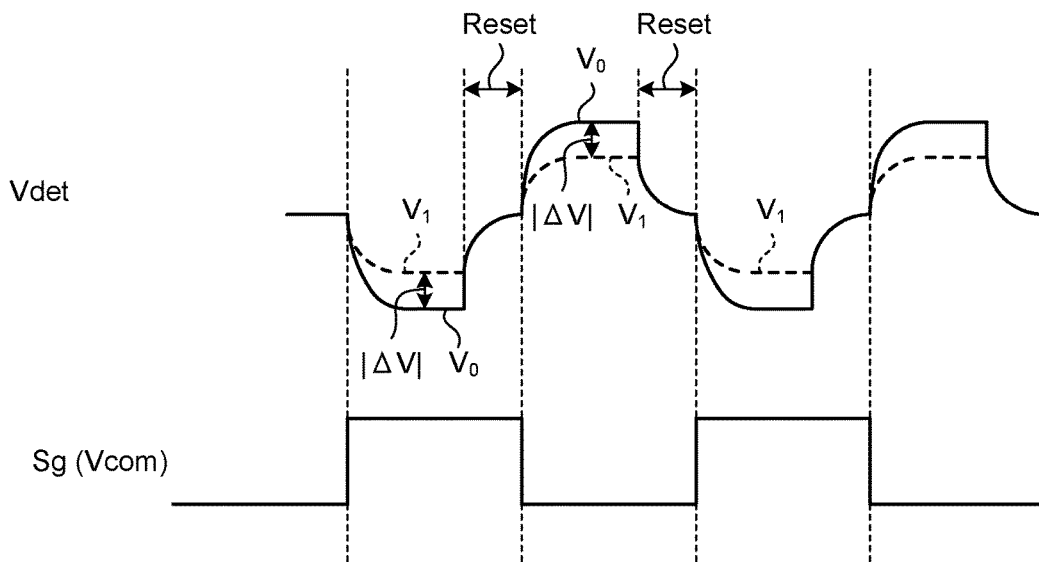 Reset
Reset
V₀
Vdet
V₁
|ΔV|
V₁
V₁
|ΔV|
V₀
Sg (Vcom)